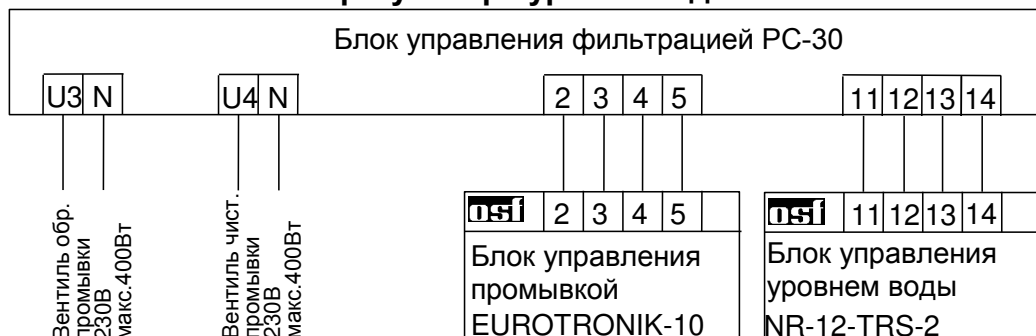 Блок управления фильтрацией PC-30
U3 N
U4 N
2 3 4 5
11 12 13 14
Вентиль обр.
промывки
230В
макс.400Вт
Вентиль чист.
промывки
230В
макс.400Вт
osf 2 3 4 5
Блок управления
промывкой
EUROTRONIK-10
osf 11 12 13 14
Блок управления
уровнем воды
NR-12-TRS-2